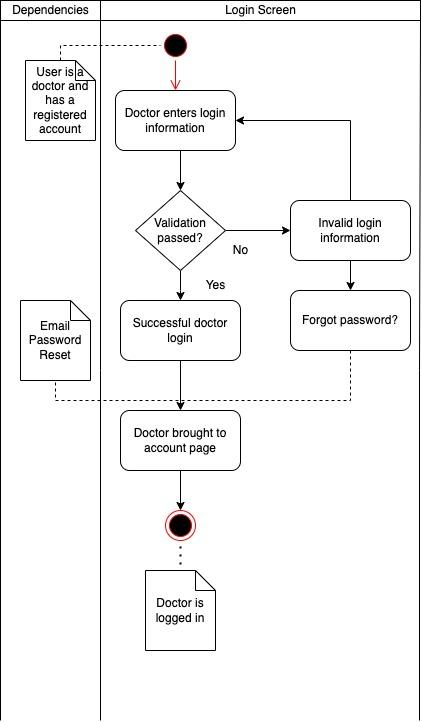 Dependencies
Login Screen
User is a
doctor and
has a
registered
account
Doctor enters login
information
Validation
passed?
No
Invalid login
information
Yes
Email
Password
Reset
Successful doctor
login
Forgot password?
Doctor brought to
account page
Doctor is
logged in